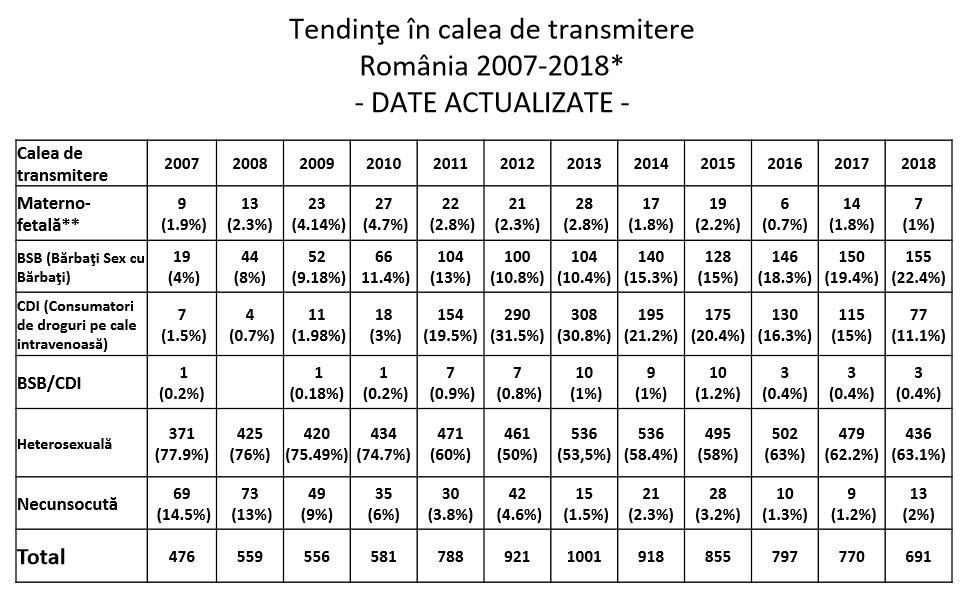 Tendinţe în calea de transmitere
România 2007-2018*
- DATE ACTUALIZATE -
Calea de transmitere 2007 2008 2009 2010 2011 2012 2013 2014 2015 2016 2017 2018
Materno-fetală** 9 (1.9%) 13 (2.3%) 23 (4.14%) 27 (4.7%) 22 (2.8%) 21 (2.3%) 28 (2.8%) 17 (1.8%) 19 (2.2%) 6 (0.7%) 14 (1.8%) 7 (1%)
BSB (Bărbaţi Sex cu Bărbaţi) 19 (4%) 44 (8%) 52 (9.18%) 66 11.4%) 104 (13%) 100 (10.8%) 104 (10.4%) 140 (15.3%) 128 (15%) 146 (18.3%) 150 (19.4%) 155 (22.4%)
CDI (Consumatori de droguri pe cale intravenoasă) 7 (1.5%) 4 (0.7%) 11 (1.98%) 18 (3%) 154 (19.5%) 290 (31.5%) 308 (30.8%) 195 (21.2%) 175 (20.4%) 130 (16.3%) 115 (15%) 77 (11.1%)
BSB/CDI 1 (0.2%) 1 (0.18%) 1 (0.2%) 7 (0.9%) 7 (0.8%) 10 (1%) 9 (1%) 10 (1.2%) 3 (0.4%) 3 (0.4%) 3 (0.4%)
Heterosexuală 371 (77.9%) 425 (76%) 420 (75.49%) 434 (74.7%) 471 (60%) 461 (50%) 536 (53,5%) 536 (58.4%) 495 (58%) 502 (63%) 479 (62.2%) 436 (63.1%)
Necunsocută 69 (14.5%) 73 (13%) 49 (9%) 35 (6%) 30 (3.8%) 42 (4.6%) 15 (1.5%) 21 (2.3%) 28 (3.2%) 10 (1.3%) 9 (1.2%) 13 (2%)
Total 476 559 556 581 788 921 1001 918 855 797 770 691